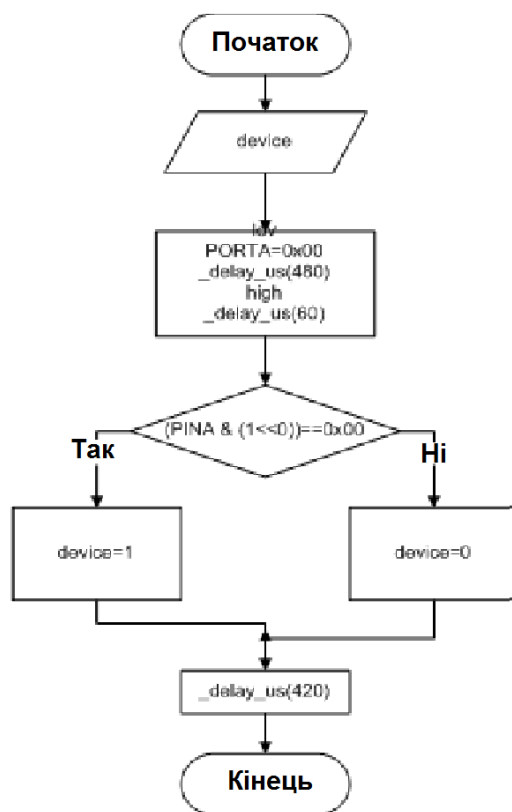 Початок
device
low
PORTA=0x00
_delay_us(480)
high
_delay_us(60)
(PINA & (1<<0))==0x00
Так
Ні
device=1
device=0
_delay_us(420)
Кінець